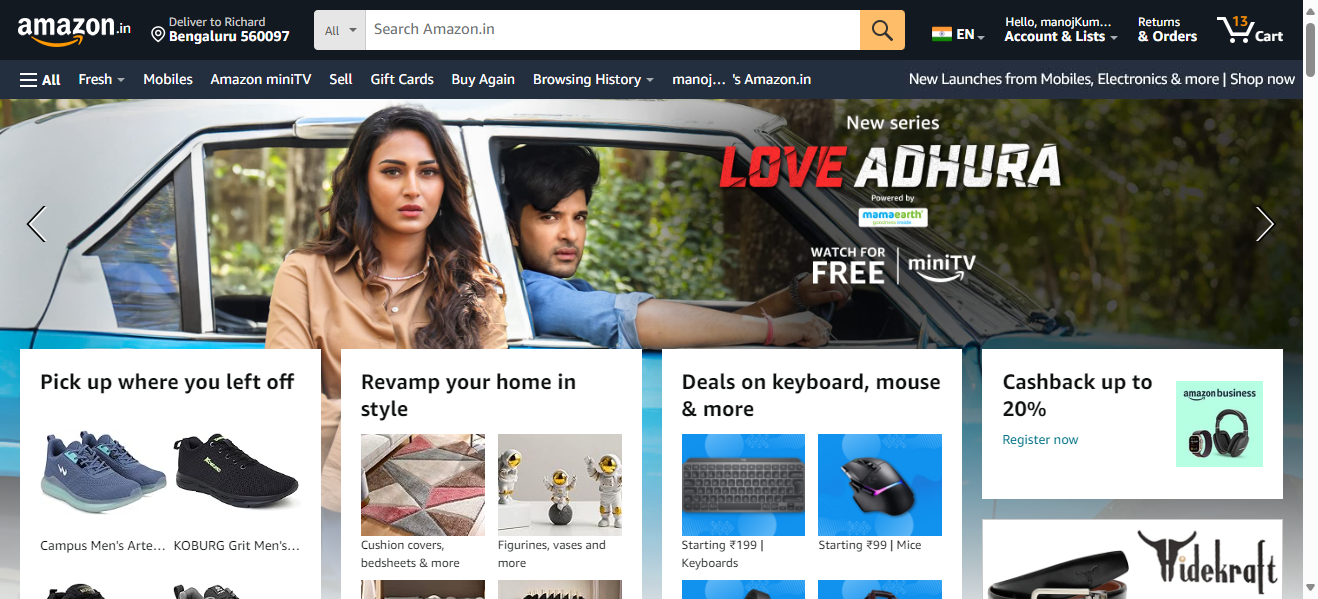 amazon.in
Deliver to Richard
Bengaluru 560097
All
Search Amazon.in
EN
Hello, manojKum...
Account & Lists
Returns
& Orders
13
Cart
All
Fresh
Mobiles
Amazon miniTV
Sell
Gift Cards
Buy Again
Browsing History
manoj... 's Amazon.in
New Launches from Mobiles, Electronics & more | Shop now
New series
LOVE ADHURA
Powered by
mamaearth
goodness inside
WATCH FOR
FREE
miniTV
Pick up where you left off
Campus Men's Arte...
KOBURG Grit Men's...
Revamp your home in
style
Cushion covers,
bedsheets & more
Figurines, vases and
more
Deals on keyboard, mouse
& more
Starting ₹199 |
Keyboards
Starting ₹99 | Mice
Cashback up to
20%
Register now
amazon business
Widekraft